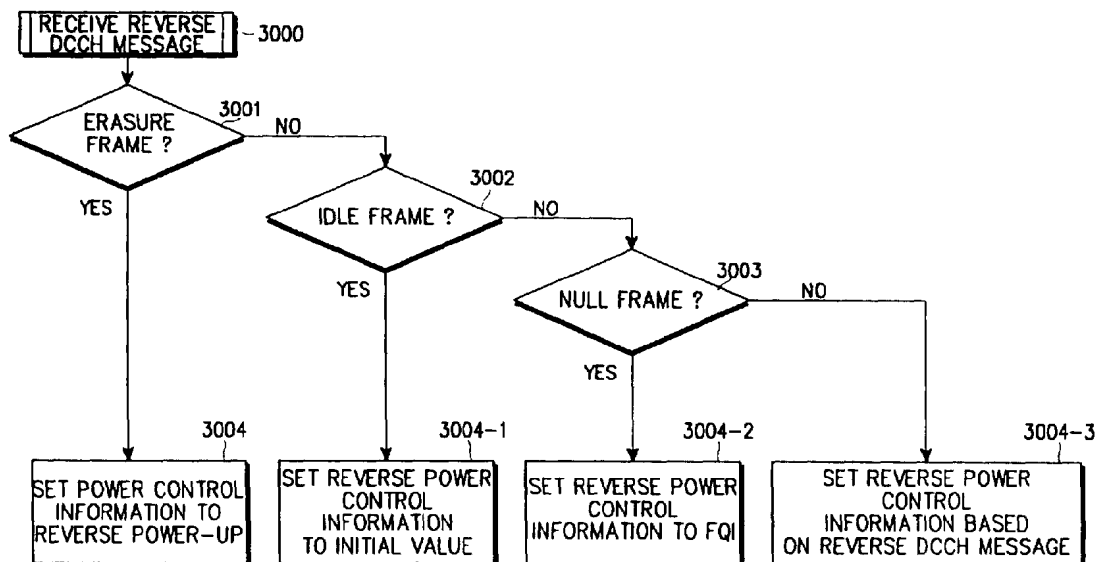 RECEIVE REVERSE
DCCH MESSAGE
3000
ERASURE
FRAME ?
3001
NO
YES
IDLE FRAME ?
3002
NO
YES
NULL FRAME ?
3003
NO
YES
3004
SET POWER CONTROL
INFORMATION TO
REVERSE POWER-UP
3004-1
SET REVERSE POWER
CONTROL
INFORMATION
TO INITIAL VALUE
3004-2
SET REVERSE POWER
CONTROL
INFORMATION TO FQI
3004-3
SET REVERSE POWER
CONTROL
INFORMATION BASED
ON REVERSE DCCH MESSAGE